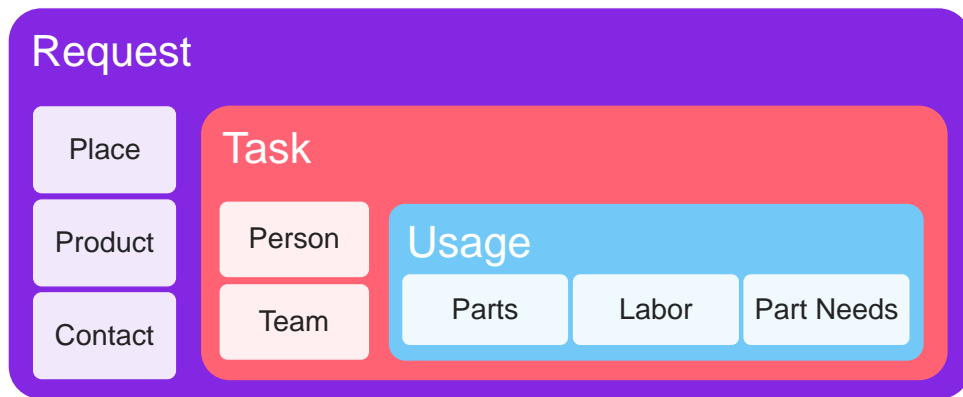 Request
Place
Product
Contact
Task
Person
Team
Usage
Parts
Labor
Part Needs